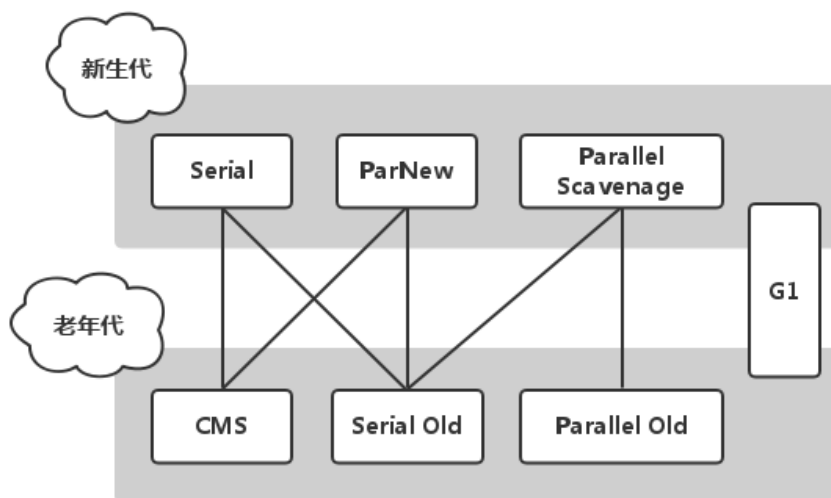 新生代
Serial
ParNew
Parallel
Scavenage
G1
老年代
CMS
Serial Old
Parallel Old